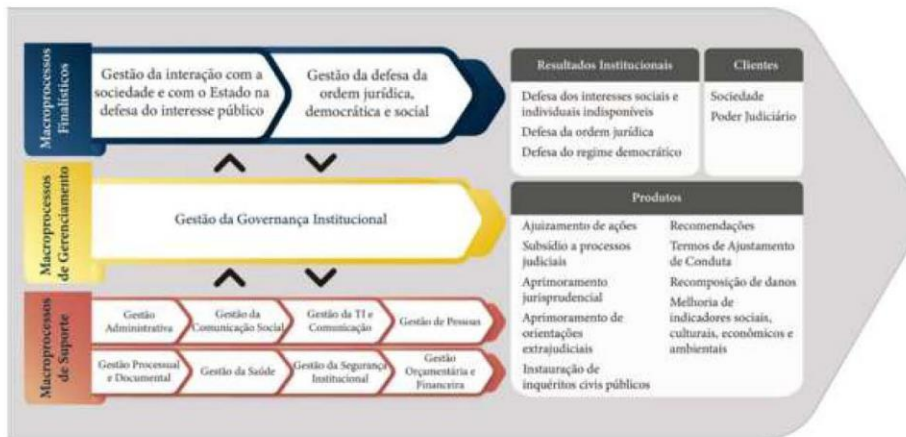 Macroprocessos
Finalísticos
Gestão da interação com a
sociedade e com o Estado na
defesa do interesse público
Gestão da defesa da
ordem jurídica,
democrática e social
Macroprocessos
de Gerenciamento
Gestão da Governança Institucional
Macroprocessos
de Suporte
Gestão
Administrativa
Gestão da
Comunicação Social
Gestão da TI e
Comunicação
Gestão de Pessoas
Gestão Processual
e Documental
Gestão da Saúde
Gestão da Segurança
Institucional
Gestão
Orçamentária e
Financeira
Resultados Institucionais
Defesa dos interesses sociais e
individuais indisponíveis
Defesa da ordem jurídica
Defesa do regime democrático
Clientes
Sociedade
Poder Judiciário
Produtos
Ajuizamento de ações
Subsídio a processos
judiciais
Aprimoramento
jurisprudencial
Aprimoramento de
orientações
extrajudiciais
Instauração de
inquéritos civis públicos
Recomendações
Termos de Ajustamento
de Conduta
Recomposição de danos
Melhoria de
indicadores sociais,
culturais, econômicos e
ambientais